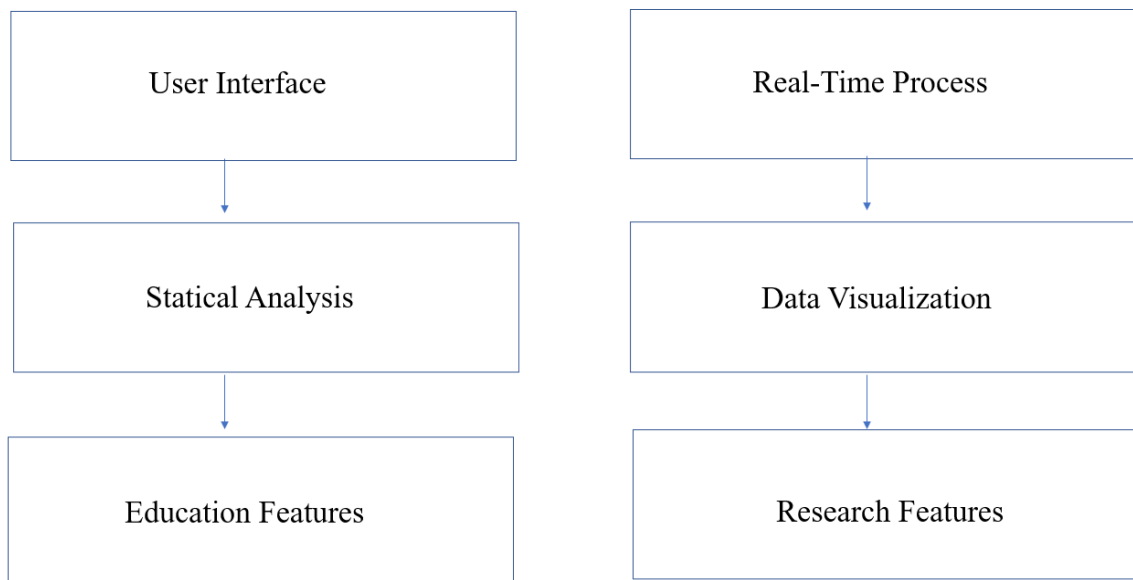 User Interface
Real-Time Process
Statical Analysis
Data Visualization
Education Features
Research Features